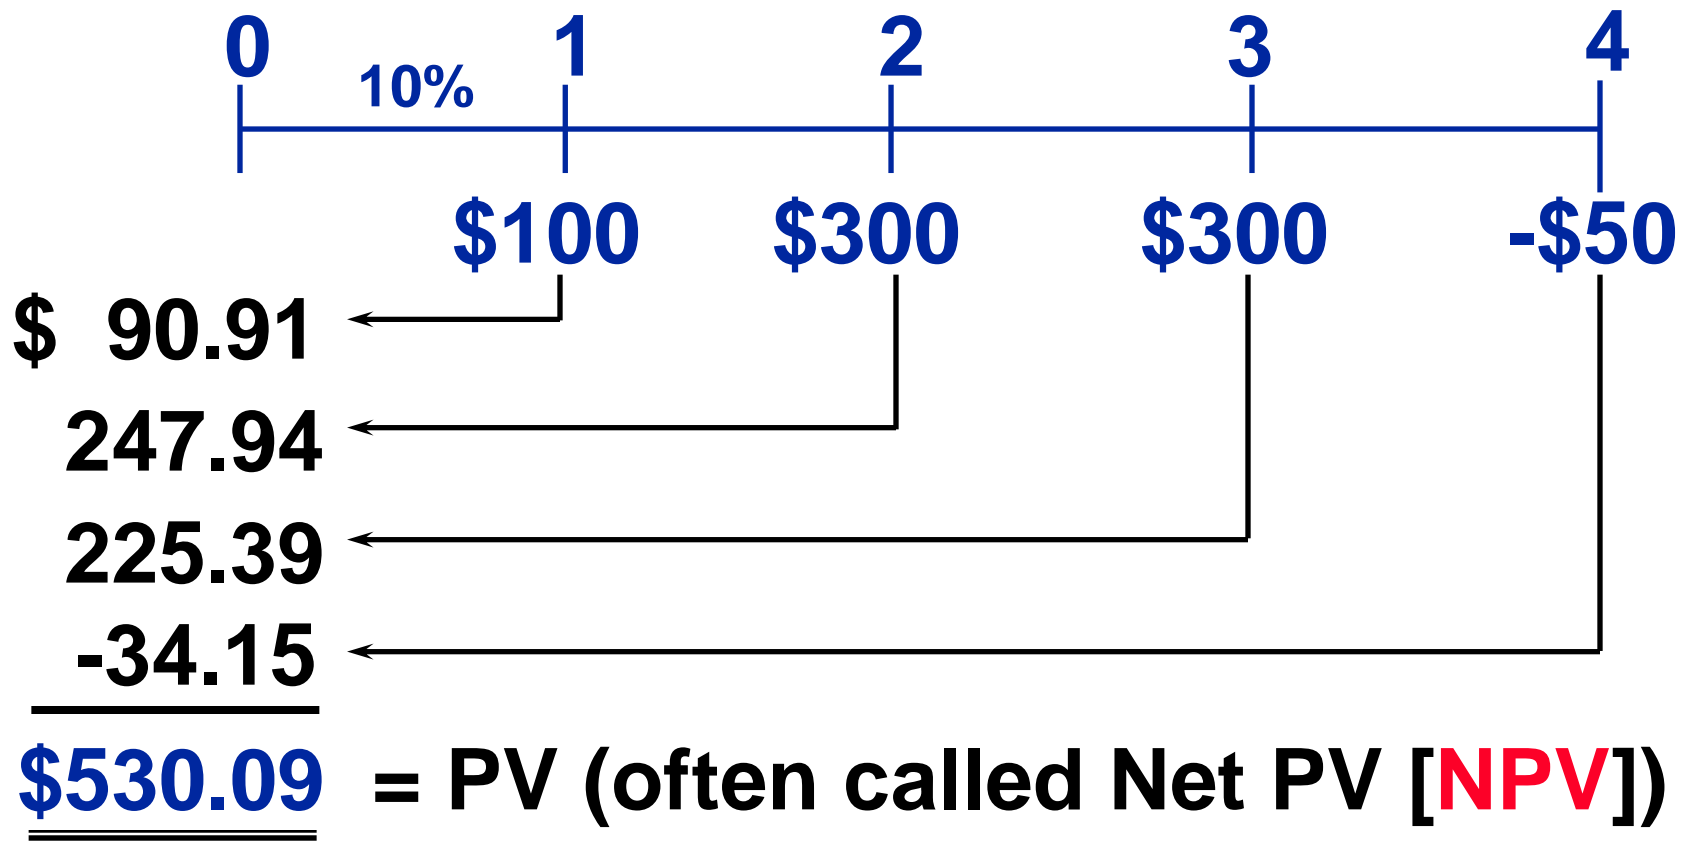 0 1 2 3 4
10%
$100 $300 $300 -$50
$ 90.91
247.94
225.39
-34.15
$530.09 = PV (often called Net PV [NPV])